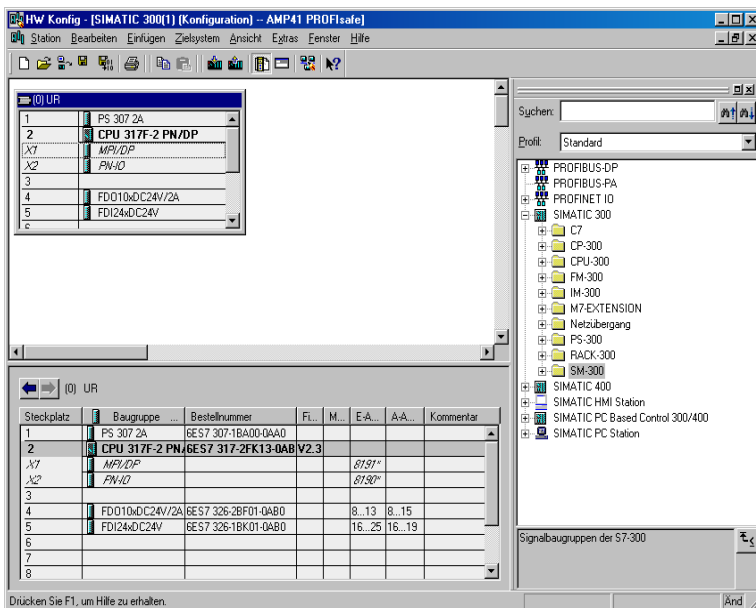 HW Konfig - [SIMATIC 300(1) (Konfiguration) -- AMP41 PROFIsafe]
Station Bearbeiten Einfügen Zielsystem Ansicht Extras Fenster Hilfe
(0) UR
1 PS 307 2A
2 CPU 317F-2 PN/DP
X1 MPI/DP
X2 PN-IO
3
4 FDO10xDC24V/2A
5 FDI24xDC24V
6
Suchen:
Profil: Standard
PROFIBUS-DP
PROFIBUS-PA
PROFINET IO
SIMATIC 300
C7
CP-300
CPU-300
FM-300
IM-300
M7-EXTENSION
Netzübergang
PS-300
RACK-300
SM-300
SIMATIC 400
SIMATIC HMI Station
SIMATIC PC Based Control 300/400
SIMATIC PC Station
(0) UR
Steckplatz Baugruppe ... Bestellnummer Fi... M... E-A... A-A... Kommentar
1 PS 307 2A 6ES7 307-1BA00-0AA0
2 CPU 317F-2 PN/ 6ES7 317-2FK13-0AB V2.3
X1 MPI/DP 8191*
X2 PN-IO 8190*
3
4 FDO10xDC24V/2A 6ES7 326-2BF01-0AB0 8...13 8...15
5 FDI24xDC24V 6ES7 326-1BK01-0AB0 16...25 16...19
6
7
8
Signalbaugruppen der S7-300
Drücken Sie F1, um Hilfe zu erhalten.
Änd